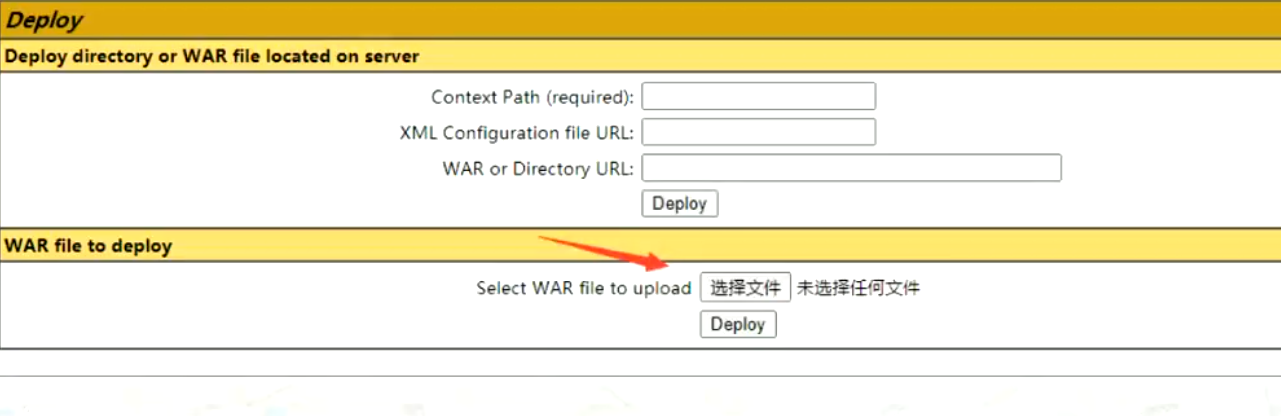 Deploy
Deploy directory or WAR file located on server
Context Path (required):
XML Configuration file URL:
WAR or Directory URL:
Deploy
WAR file to deploy
Select WAR file to upload 选择文件 未选择任何文件
Deploy